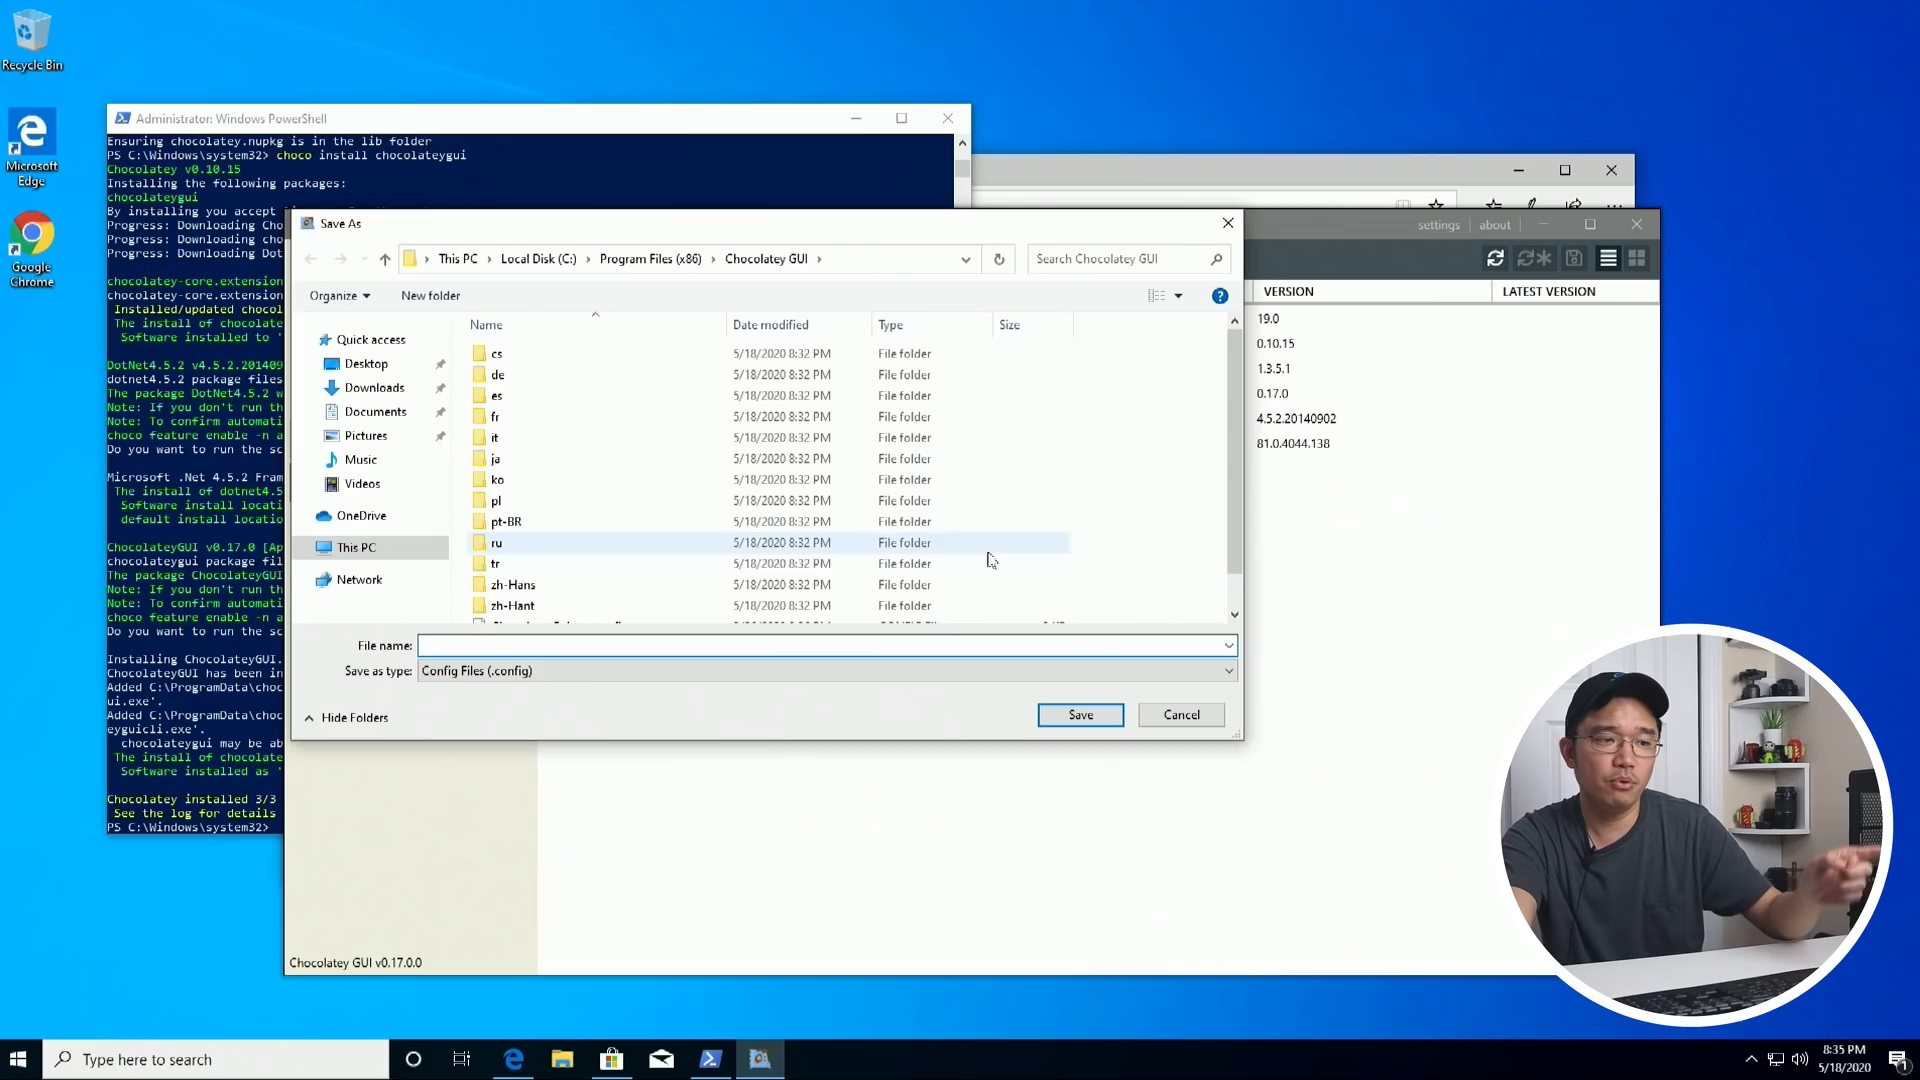 Recycle Bin
Microsoft
Edge
Google
Chrome
Administrator: Windows PowerShell
Ensuring chocolatey.nupkg is in the lib folder
PS C:\Windows\system32> choco install chocolateygui
Chocolatey v0.10.15
Installing the following packages:
chocolateygui
By installing you accept
Progress: Downloading Cho
Progress: Downloading cho
Progress: Downloading Dot
chocolatey-core.extension
chocolatey-core.extension
Installed/updated chocol
The install of chocolate
Software installed to '
DotNet4.5.2 v4.5.2.201409
dotnet4.5.2 package files
The package DotNet4.5.2 w
Note: If you don't run th
Note: To confirm automati
choco feature enable -n a
Do you want to run the sc
Microsoft .Net 4.5.2 Fram
The install of dotnet4.5
Software install locati
default install locatio
ChocolateyGUI v0.17.0 [Ap
chocolateygui package fil
The package ChocolateyGUI
Note: If you don't run th
Note: To confirm automati
choco feature enable -n a
Do you want to run the sc
Installing ChocolateyGUI.
ChocolateyGUI has been in
Added C:\ProgramData\choc
ui.exe'.
Added C:\ProgramData\choc
eyguicli.exe'.
chocolateygui may be ab
The install of chocolate
Software installed as '
Chocolatey installed 3/3
See the log for details
PS C:\Windows\system32>
settings about
VERSION LATEST VERSION
19.0
0.10.15
1.3.5.1
0.17.0
4.5.2.20140902
81.0.4044.138
Chocolatey GUI v0.17.0.0
Save As
This PC > Local Disk (C:) > Program Files (x86) > Chocolatey GUI >
Search Chocolatey GUI
Organize New folder
Quick access
Desktop
Downloads
Documents
Pictures
Music
Videos
OneDrive
This PC
Network
Name Date modified Type Size
cs 5/18/2020 8:32 PM File folder
de 5/18/2020 8:32 PM File folder
es 5/18/2020 8:32 PM File folder
fr 5/18/2020 8:32 PM File folder
it 5/18/2020 8:32 PM File folder
ja 5/18/2020 8:32 PM File folder
ko 5/18/2020 8:32 PM File folder
pl 5/18/2020 8:32 PM File folder
pt-BR 5/18/2020 8:32 PM File folder
ru 5/18/2020 8:32 PM File folder
tr 5/18/2020 8:32 PM File folder
zh-Hans 5/18/2020 8:32 PM File folder
zh-Hant 5/18/2020 8:32 PM File folder
File name:
Save as type: Config Files (.config)
Hide Folders
Save Cancel
Type here to search
8:35 PM
5/18/2020
1